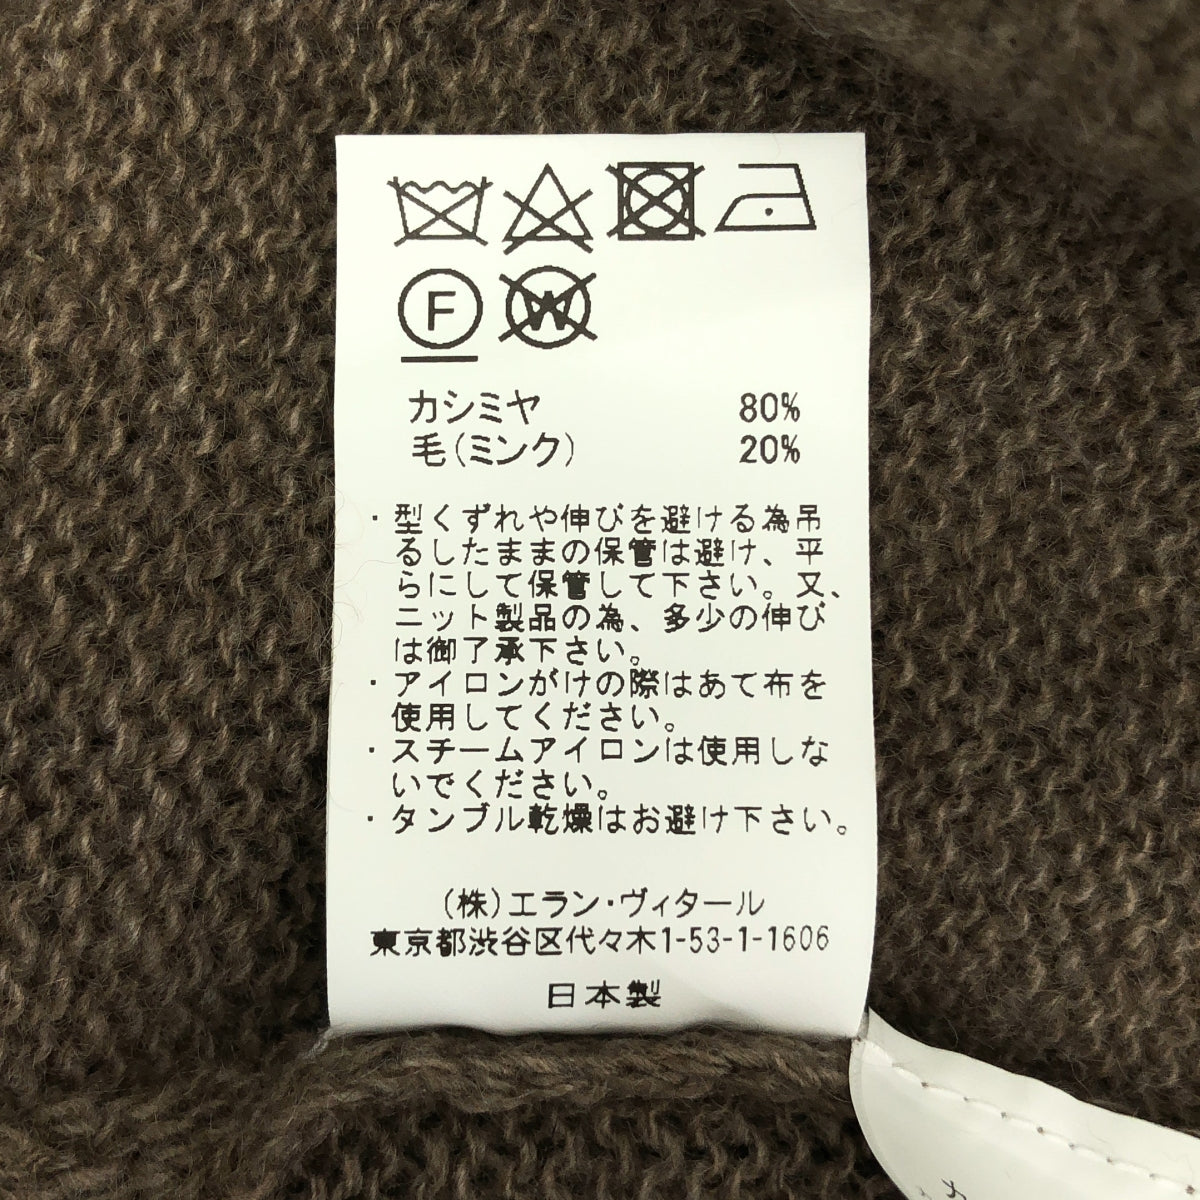 F
W
カシミヤ 80%
毛(ミンク) 20%
・型くずれや伸びを避ける為吊
るしたままの保管は避け、平
らにして保管して下さい。又、
ニット製品の為、多少の伸び
は御了承下さい。
・アイロンがけの際はあて布を
使用してください。
・スチームアイロンは使用しな
いでください。
・タンブル乾燥はお避け下さい。
(株)エラン・ヴィタール
東京都渋谷区代々木1-53-1-1606
日本製